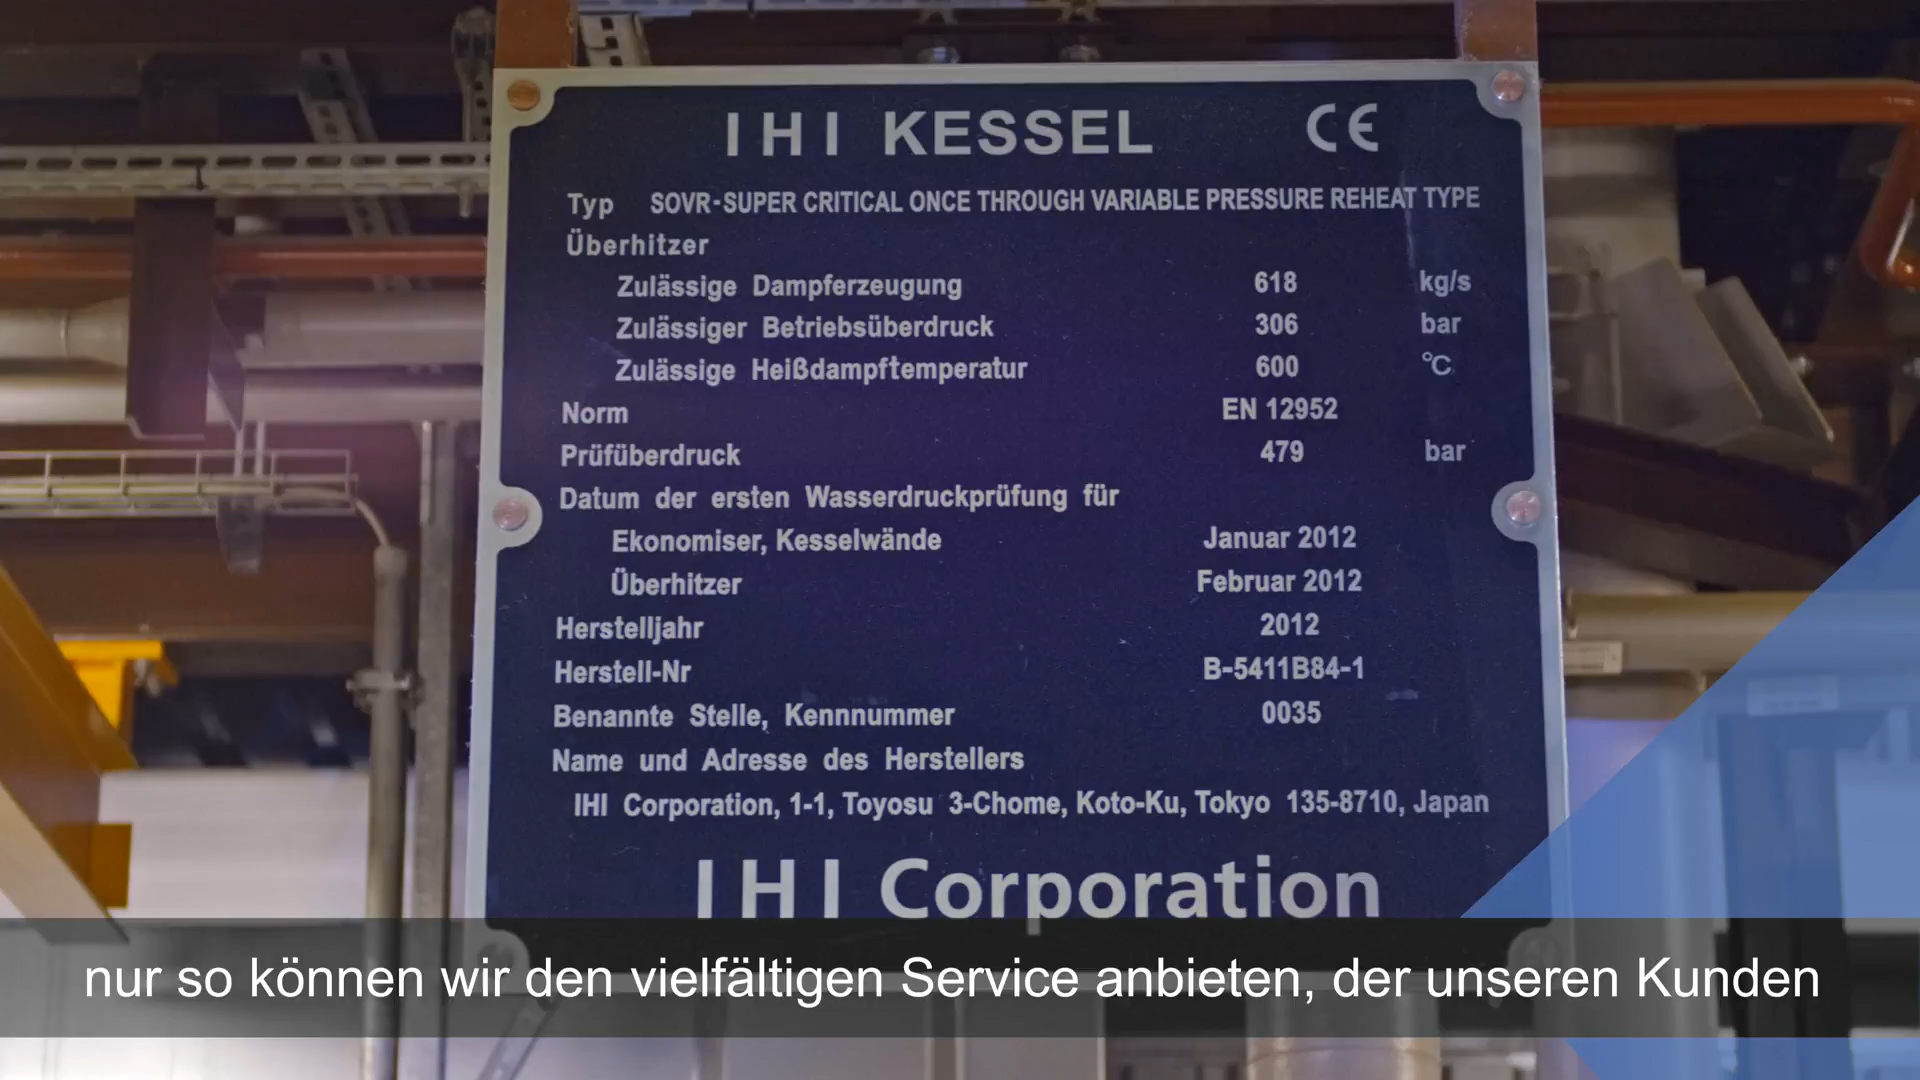 IHI KESSEL CE
Typ SOVR-SUPER CRITICAL ONCE THROUGH VARIABLE PRESSURE REHEAT TYPE
Überhitzer
Zulässige Dampferzeugung 618 kg/s
Zulässiger Betriebsüberdruck 306 bar
Zulässige Heißdampftemperatur 600 °C
Norm EN 12952
Prüfüberdruck 479 bar
Datum der ersten Wasserdruckprüfung für
Ekonomiser, Kesselwände Januar 2012
Überhitzer Februar 2012
Herstelljahr 2012
Herstell-Nr B-5411B84-1
Benannte Stelle, Kennnummer 0035
Name und Adresse des Herstellers
IHI Corporation, 1-1, Toyosu 3-Chome, Koto-Ku, Tokyo 135-8710, Japan
IHI Corporation
nur so können wir den vielfältigen Service anbieten, der unseren Kunden